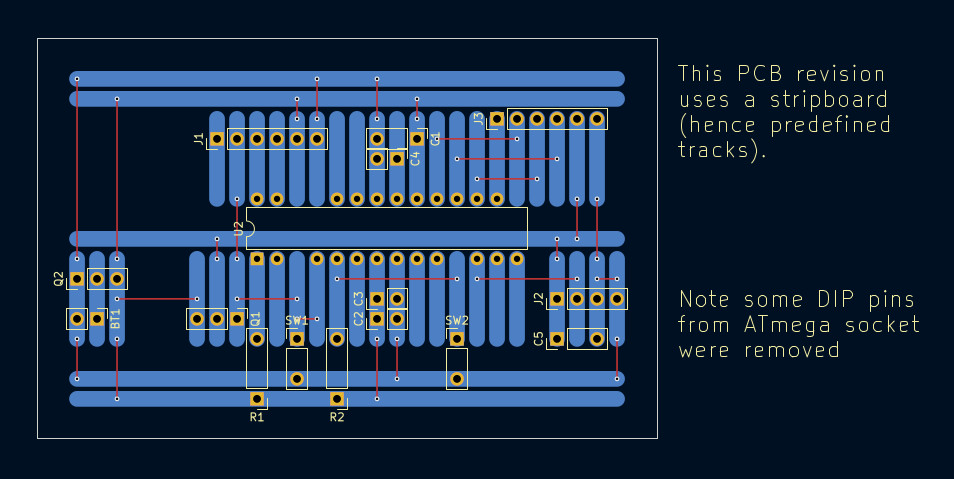 This PCB revision
uses a stripboard
(hence predefined
tracks).
J3
J1
C1
C4
U2
Q2
BT1
Q1
SW1
C3
C2
SW2
J2
C5
R1
R2
Note some DIP pins
from ATmega socket
were removed